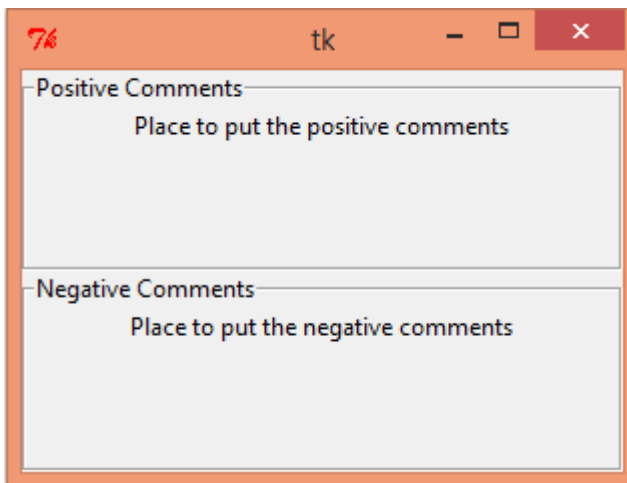 tk
Positive Comments
Place to put the positive comments
Negative Comments
Place to put the negative comments